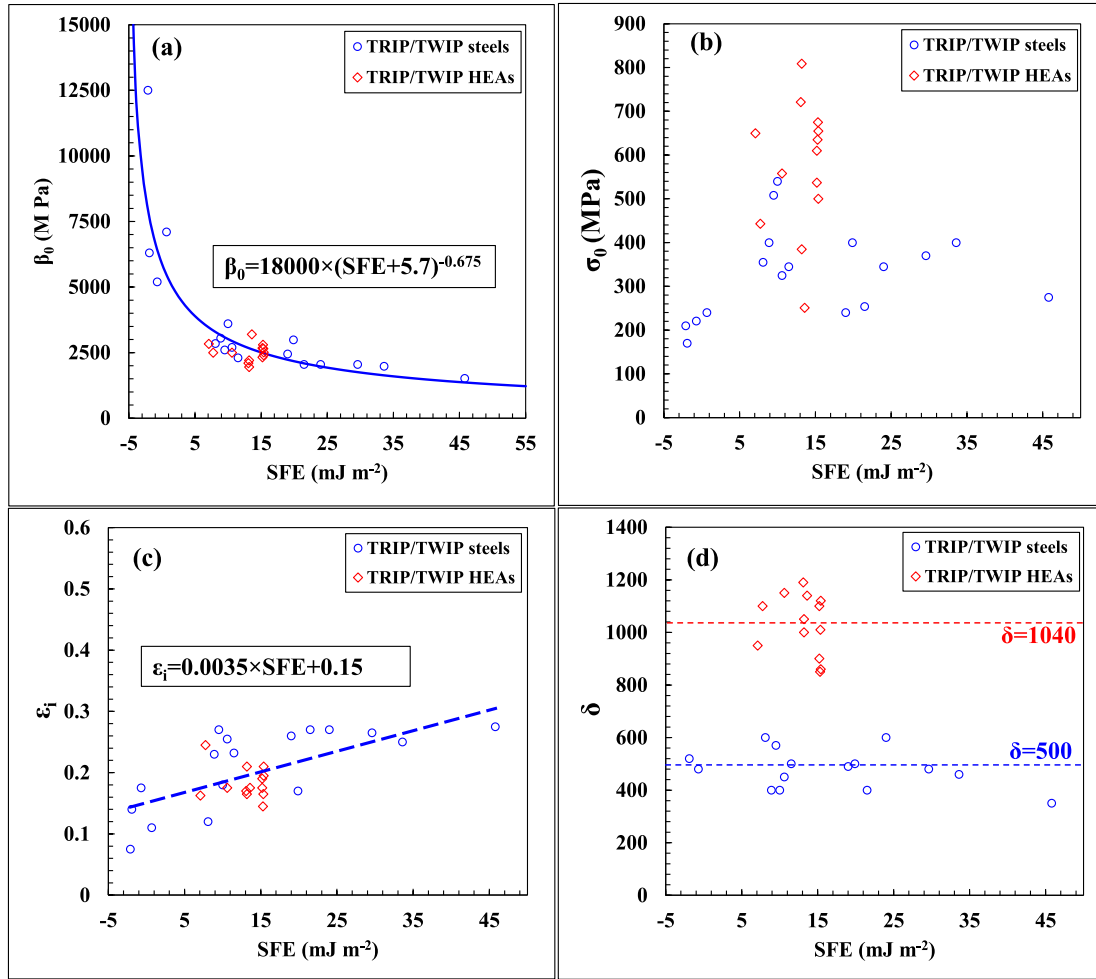 (a)
TRIP/TWIP steels
TRIP/TWIP HEAs
β₀=18000×(SFE+5.7)⁻⁰·⁶⁷⁵
β₀ (M Pa)
15000
12500
10000
7500
5000
2500
0
-5 5 15 25 35 45 55
SFE (mJ m⁻²)
(b)
TRIP/TWIP steels
TRIP/TWIP HEAs
σ₀ (MPa)
900
800
700
600
500
400
300
200
100
0
-5 5 15 25 35 45
SFE (mJ m⁻²)
(c)
TRIP/TWIP steels
TRIP/TWIP HEAs
εᵢ=0.0035×SFE+0.15
εᵢ
0.6
0.5
0.4
0.3
0.2
0.1
0
-5 5 15 25 35 45
SFE (mJ m⁻²)
(d)
TRIP/TWIP steels
TRIP/TWIP HEAs
δ=1040
δ=500
δ
1400
1200
1000
800
600
400
200
0
-5 5 15 25 35 45
SFE (mJ m⁻²)